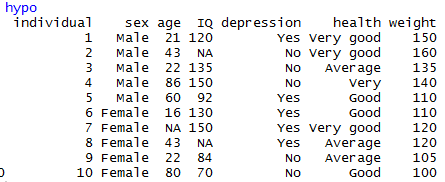 hypo
individual sex age IQ depression health weight
1 Male 21 120 Yes Very good 150
2 Male 43 NA No Very good 160
3 Male 22 135 No Average 135
4 Male 86 150 No Very 140
5 Male 60 92 Yes Good 110
6 Female 16 130 Yes Good 110
7 Female NA 150 Yes Very good 120
8 Female 43 NA Yes Average 120
9 Female 22 84 No Average 105
10 Female 80 70 No Good 100